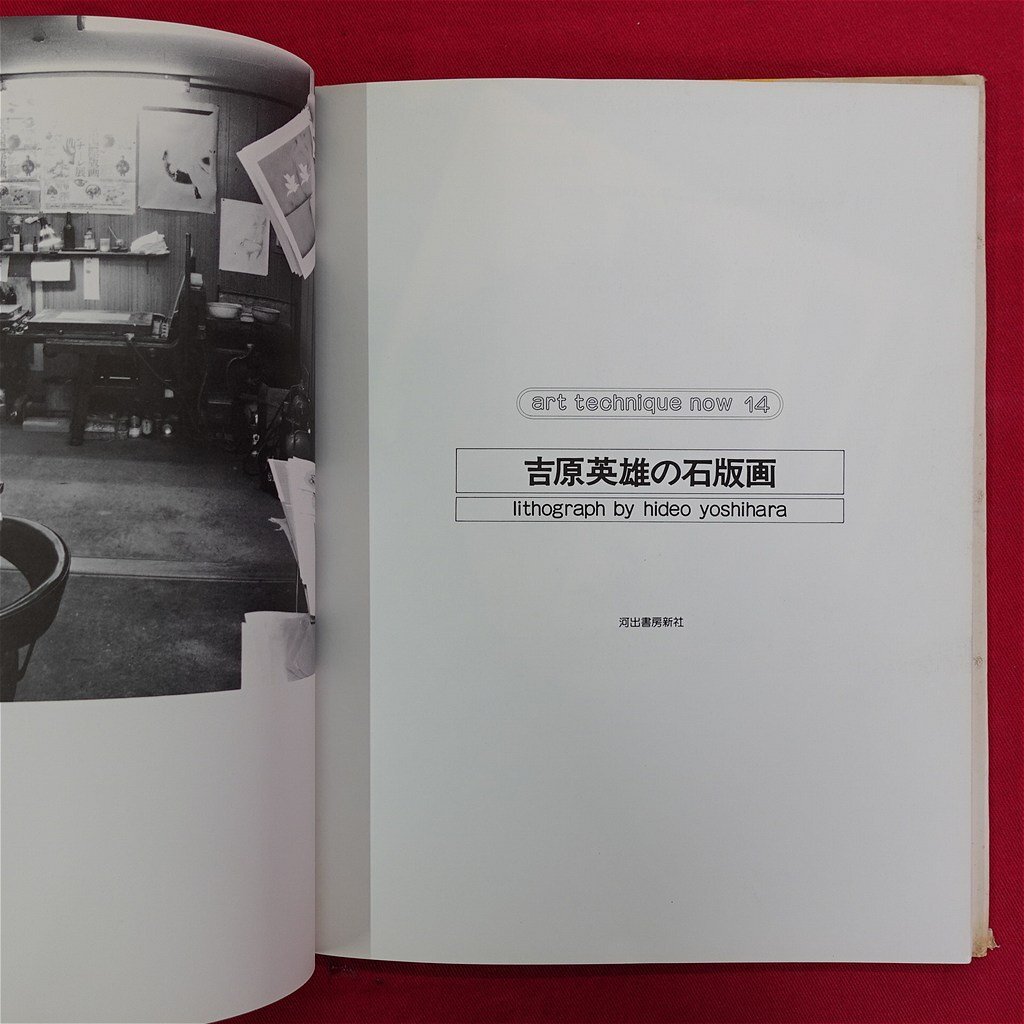 art technique now 14
吉原英雄の石版画
lithograph by hideo yoshihara
河出書房新社